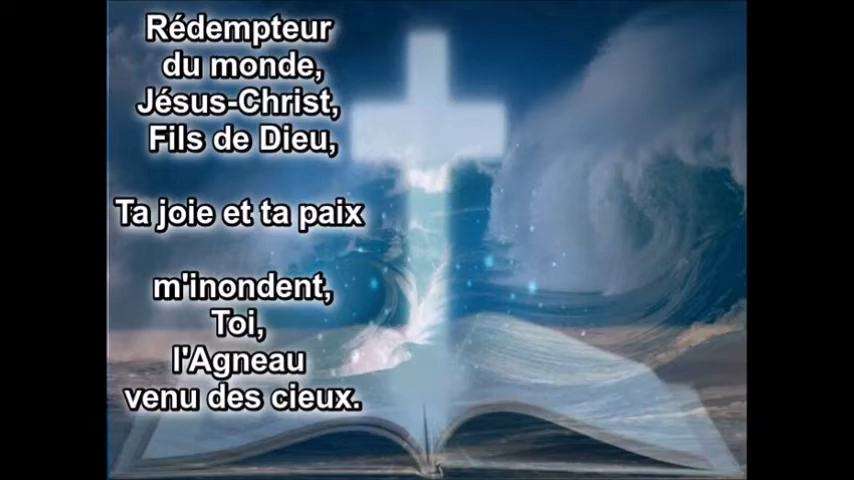 Rédempteur
du monde,
Jésus-Christ,
Fils de Dieu,
Ta joie et ta paix
m'inondent,
Toi,
l'Agneau
venu des cieux.